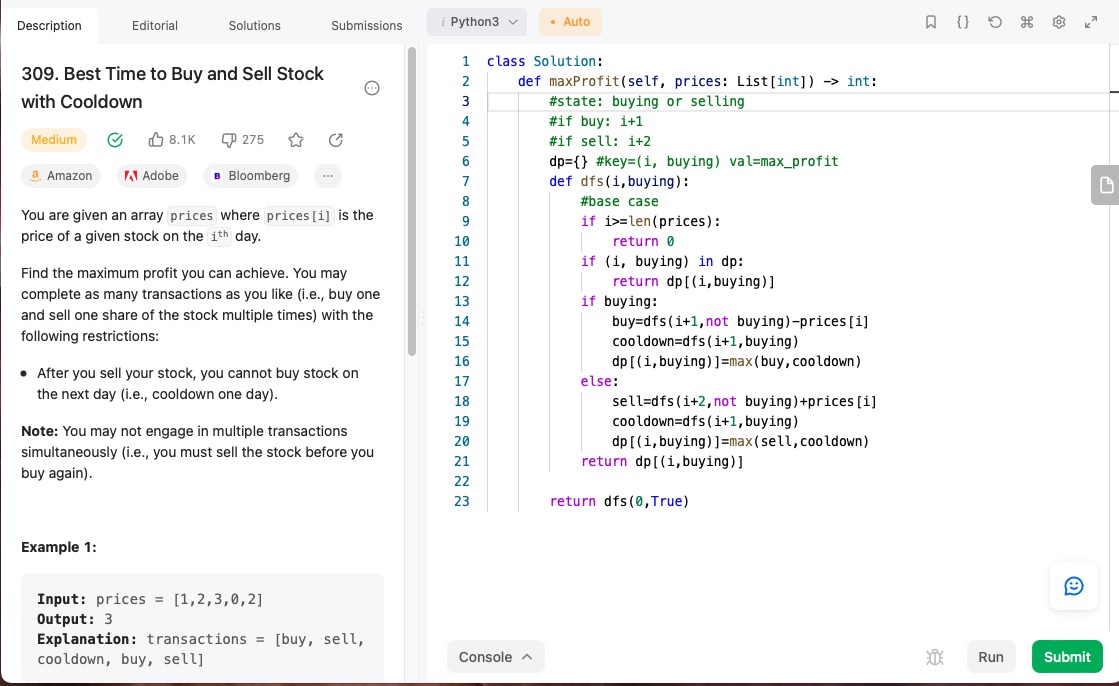 Description
Editorial
Solutions
Submissions
i Python3
• Auto
309. Best Time to Buy and Sell Stock
with Cooldown
Medium
8.1K
275
Amazon
Adobe
Bloomberg
...
You are given an array prices where prices[i] is the
price of a given stock on the ith day.
Find the maximum profit you can achieve. You may
complete as many transactions as you like (i.e., buy one
and sell one share of the stock multiple times) with the
following restrictions:
• After you sell your stock, you cannot buy stock on
the next day (i.e., cooldown one day).
Note: You may not engage in multiple transactions
simultaneously (i.e., you must sell the stock before you
buy again).
Example 1:
Input: prices = [1,2,3,0,2]
Output: 3
Explanation: transactions = [buy, sell,
cooldown, buy, sell]
1 class Solution:
2     def maxProfit(self, prices: List[int]) -> int:
3         #state: buying or selling
4         #if buy: i+1
5         #if sell: i+2
6         dp={} #key=(i, buying) val=max_profit
7         def dfs(i,buying):
8             #base case
9             if i>=len(prices):
10                 return 0
11             if (i, buying) in dp:
12                 return dp[(i,buying)]
13             if buying:
14                 buy=dfs(i+1,not buying)-prices[i]
15                 cooldown=dfs(i+1,buying)
16                 dp[(i,buying)]=max(buy,cooldown)
17             else:
18                 sell=dfs(i+2,not buying)+prices[i]
19                 cooldown=dfs(i+1,buying)
20                 dp[(i,buying)]=max(sell,cooldown)
21             return dp[(i,buying)]
22
23         return dfs(0,True)
Console
Run
Submit